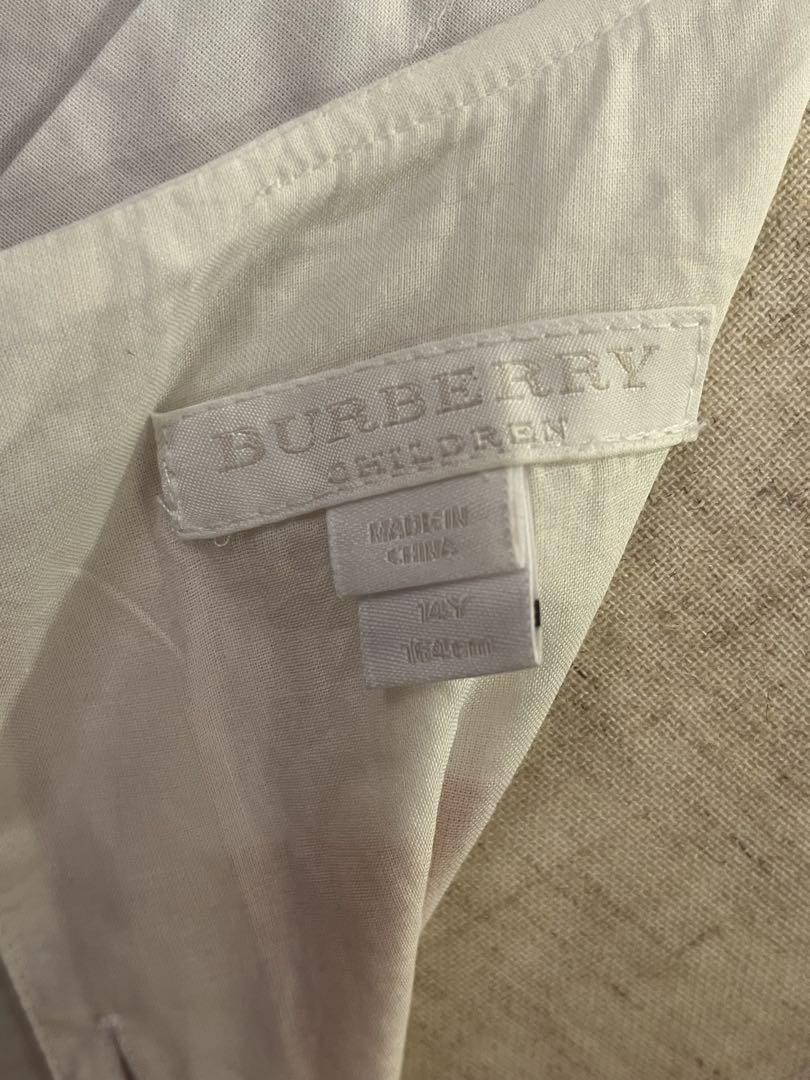 BURBERRY
CHILDREN
MADE IN
CHINA
14Y
164cm